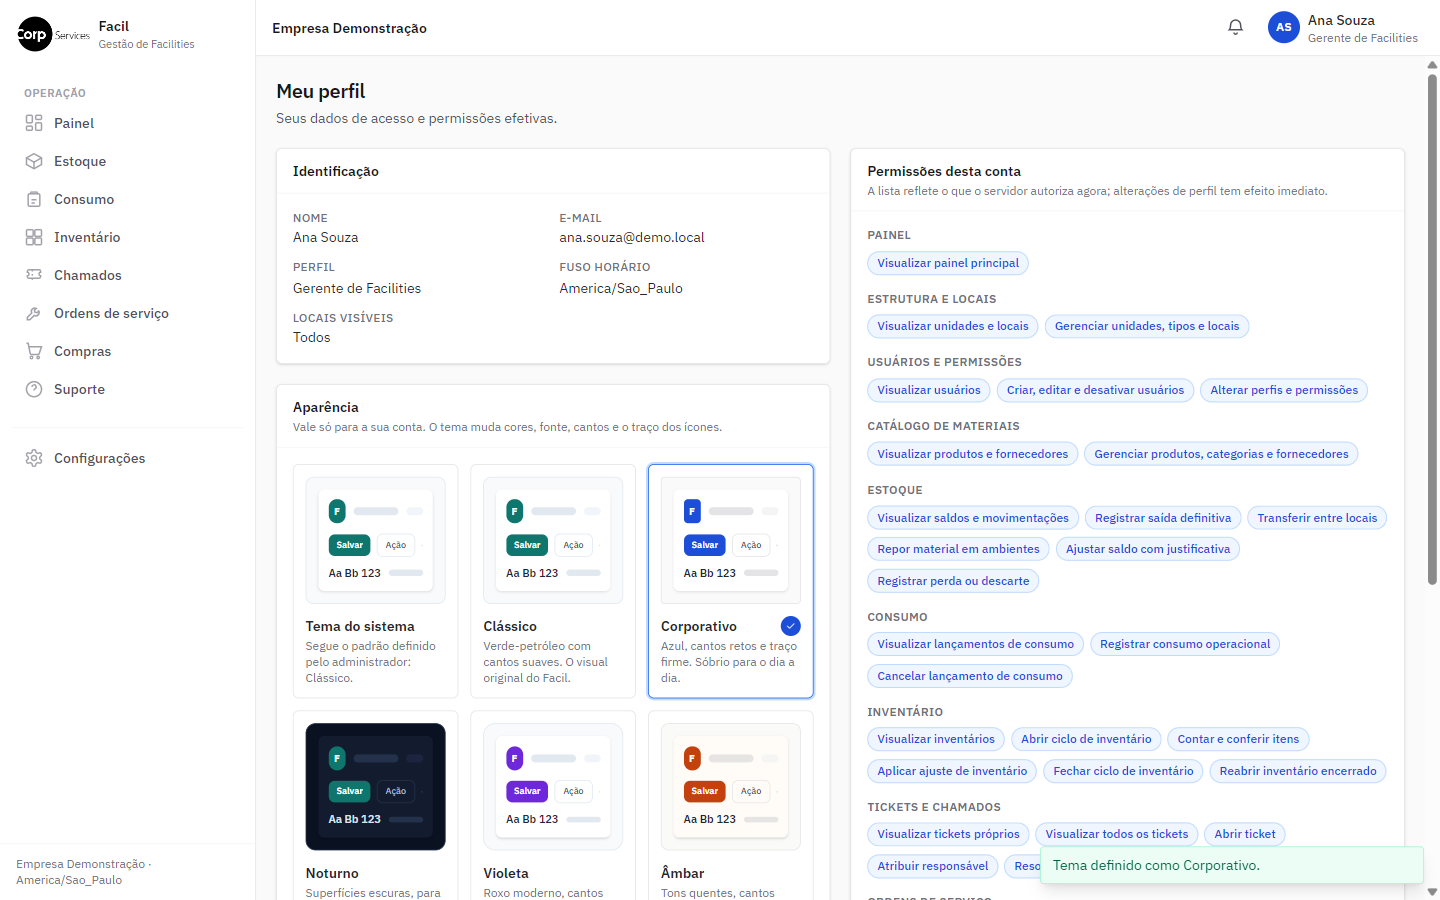 Corp Services
Facil
Gestão de Facilities
OPERAÇÃO
Painel
Estoque
Consumo
Inventário
Chamados
Ordens de serviço
Compras
Suporte
Configurações
Empresa Demonstração ·
America/Sao_Paulo
Empresa Demonstração
AS
Ana Souza
Gerente de Facilities
Meu perfil
Seus dados de acesso e permissões efetivas.
Identificação
NOME
Ana Souza
E-MAIL
ana.souza@demo.local
PERFIL
Gerente de Facilities
FUSO HORÁRIO
America/Sao_Paulo
LOCAIS VISÍVEIS
Todos
Aparência
Vale só para a sua conta. O tema muda cores, fonte, cantos e o traço dos ícones.
F
Salvar Ação
Aa Bb 123
Tema do sistema
Segue o padrão definido
pelo administrador:
Clássico.
F
Salvar Ação
Aa Bb 123
Clássico
Verde-petróleo com
cantos suaves. O visual
original do Facil.
F
Salvar Ação
Aa Bb 123
Corporativo
Azul, cantos retos e traço
firme. Sóbrio para o dia a
dia.
F
Salvar Ação
Aa Bb 123
Noturno
Superfícies escuras, para
F
Salvar Ação
Aa Bb 123
Violeta
Roxo moderno, cantos
F
Salvar Ação
Aa Bb 123
Âmbar
Tons quentes, cantos
Permissões desta conta
A lista reflete o que o servidor autoriza agora; alterações de perfil tem efeito imediato.
PAINEL
Visualizar painel principal
ESTRUTURA E LOCAIS
Visualizar unidades e locais Gerenciar unidades, tipos e locais
USUÁRIOS E PERMISSÕES
Visualizar usuários Criar, editar e desativar usuários Alterar perfis e permissões
CATÁLOGO DE MATERIAIS
Visualizar produtos e fornecedores Gerenciar produtos, categorias e fornecedores
ESTOQUE
Visualizar saldos e movimentações Registrar saída definitiva Transferir entre locais
Repor material em ambientes Ajustar saldo com justificativa
Registrar perda ou descarte
CONSUMO
Visualizar lançamentos de consumo Registrar consumo operacional
Cancelar lançamento de consumo
INVENTÁRIO
Visualizar inventários Abrir ciclo de inventário Contar e conferir itens
Aplicar ajuste de inventário Fechar ciclo de inventário Reabrir inventário encerrado
TICKETS E CHAMADOS
Visualizar tickets próprios Visualizar todos os tickets Abrir ticket
Atribuir responsável
Tema definido como Corporativo.